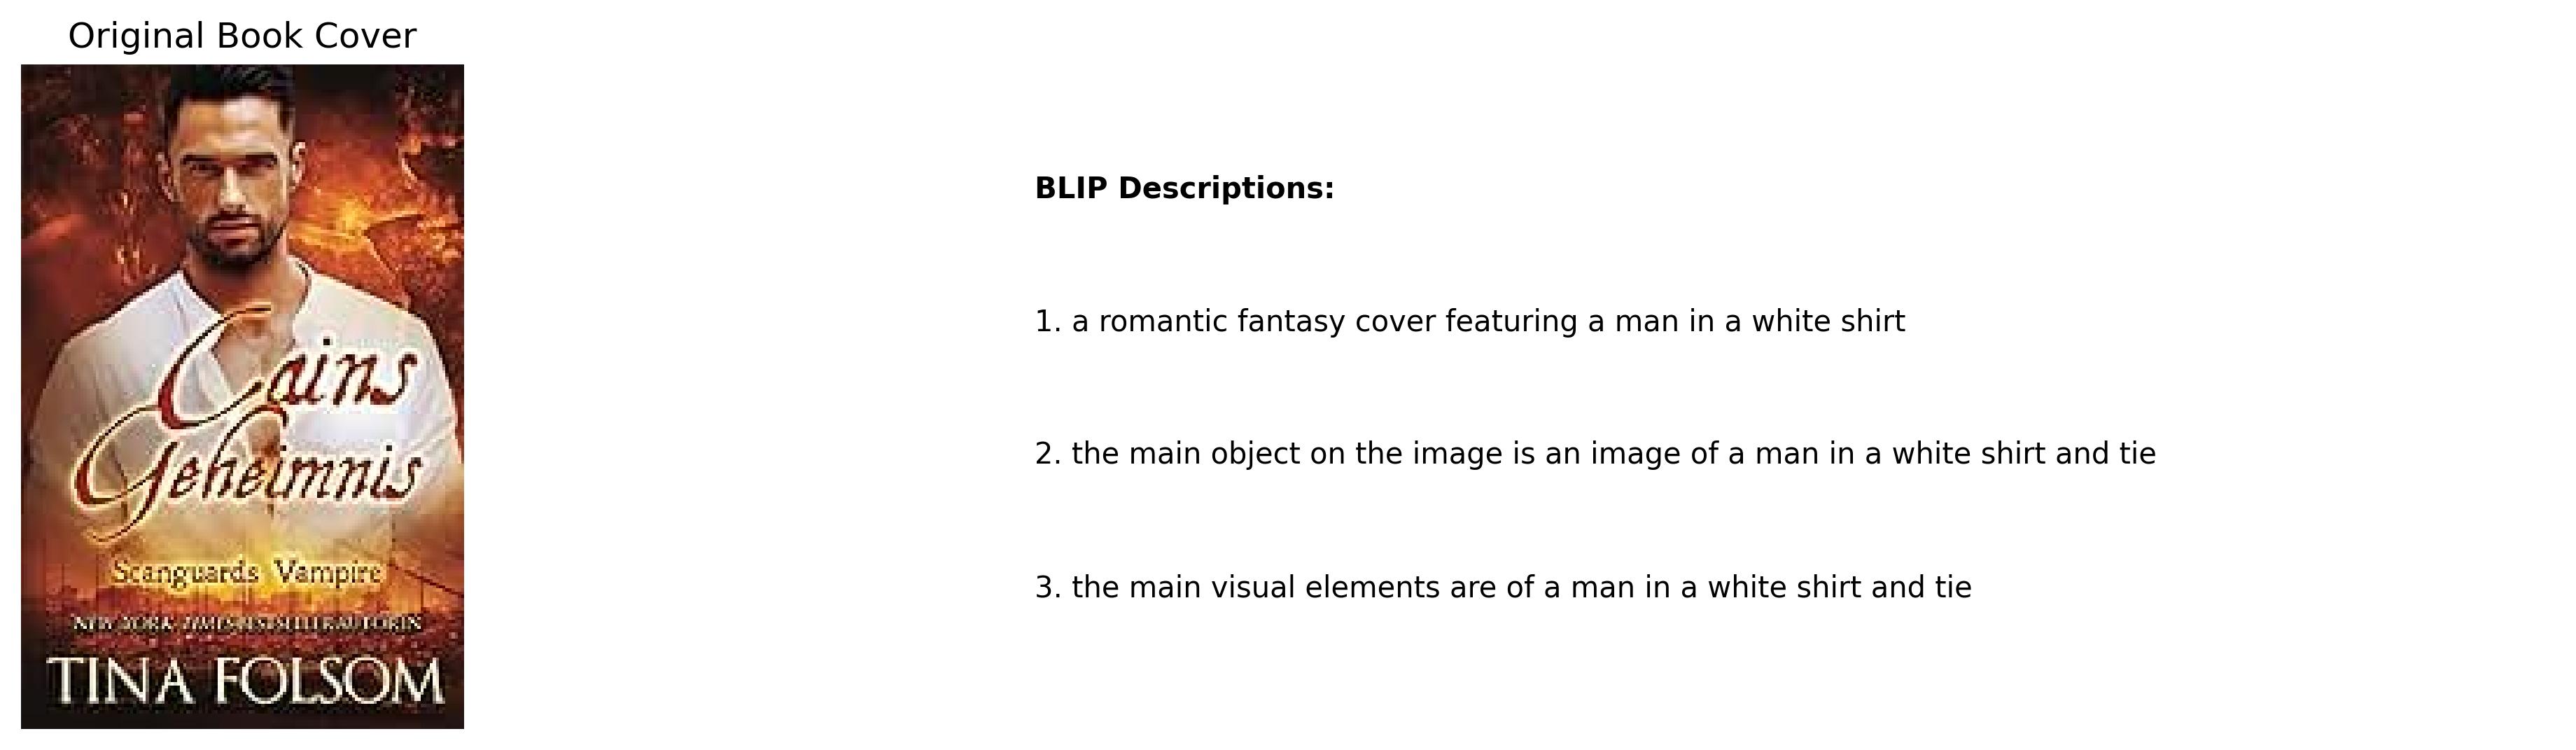 Original Book Cover
Cains
Geheimnis
Scanguards Vampire
NEW YORK TIMES BESTSELLERAUTORIN
TINA FOLSOM
BLIP Descriptions:
1. a romantic fantasy cover featuring a man in a white shirt
2. the main object on the image is an image of a man in a white shirt and tie
3. the main visual elements are of a man in a white shirt and tie